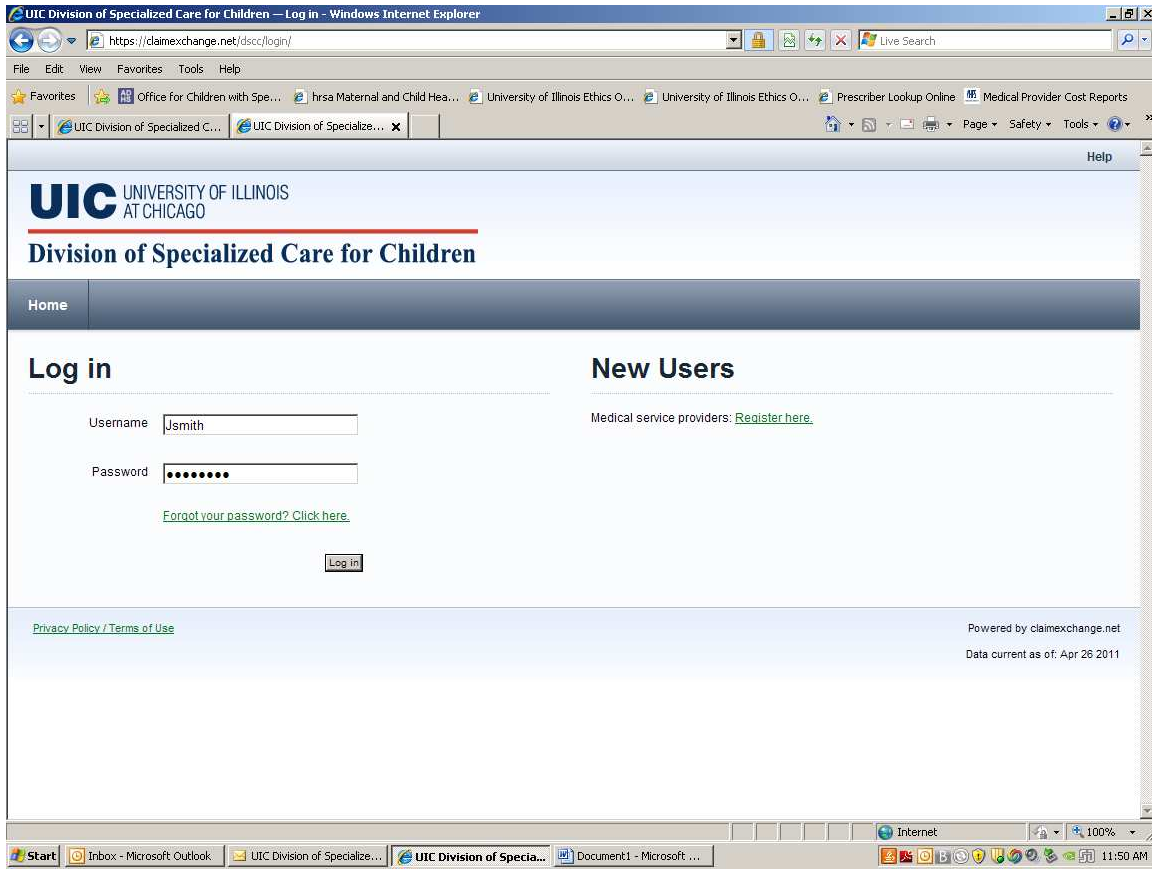 UIC Division of Specialized Care for Children — Log in - Windows Internet Explorer
https://claimexchange.net/dscc/login/
Live Search
File Edit View Favorites Tools Help
Favorites Office for Children with Spe... hrsa Maternal and Child Hea... University of Illinois Ethics O... University of Illinois Ethics O... Prescriber Lookup Online Medical Provider Cost Reports
UIC Division of Specialized C... UIC Division of Specialize... Page Safety Tools
Help
UIC UNIVERSITY OF ILLINOIS
AT CHICAGO
Division of Specialized Care for Children
Home
Log in
Username Jsmith
Password ••••••••
Forgot your password? Click here.
Log in
New Users
Medical service providers: Register here.
Privacy Policy / Terms of Use
Powered by claimexchange.net
Data current as of: Apr 26 2011
Internet 100%
Start Inbox - Microsoft Outlook UIC Division of Specialize... UIC Division of Specia... Document1 - Microsoft ... 11:50 AM